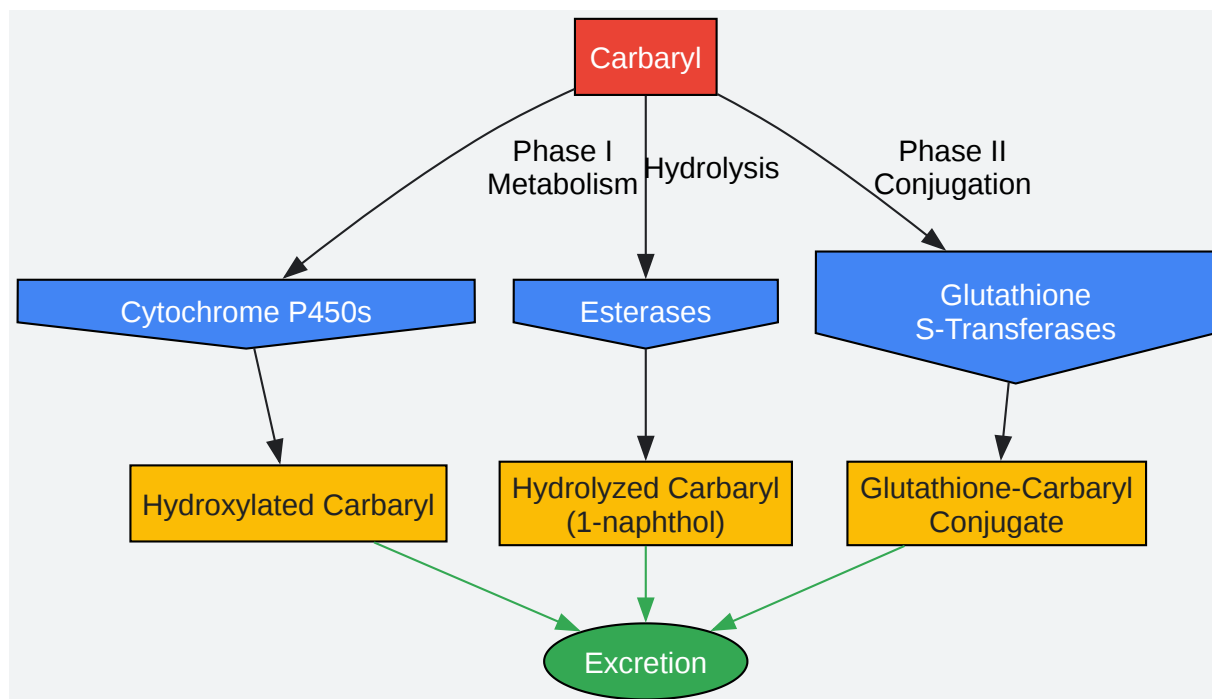 Carbaryl
Phase I
Metabolism
Hydrolysis
Phase II
Conjugation
Cytochrome P450s
Esterases
Glutathione
S-Transferases
Hydroxylated Carbaryl
Hydrolyzed Carbaryl
(1-naphthol)
Glutathione-Carbaryl
Conjugate
Excretion